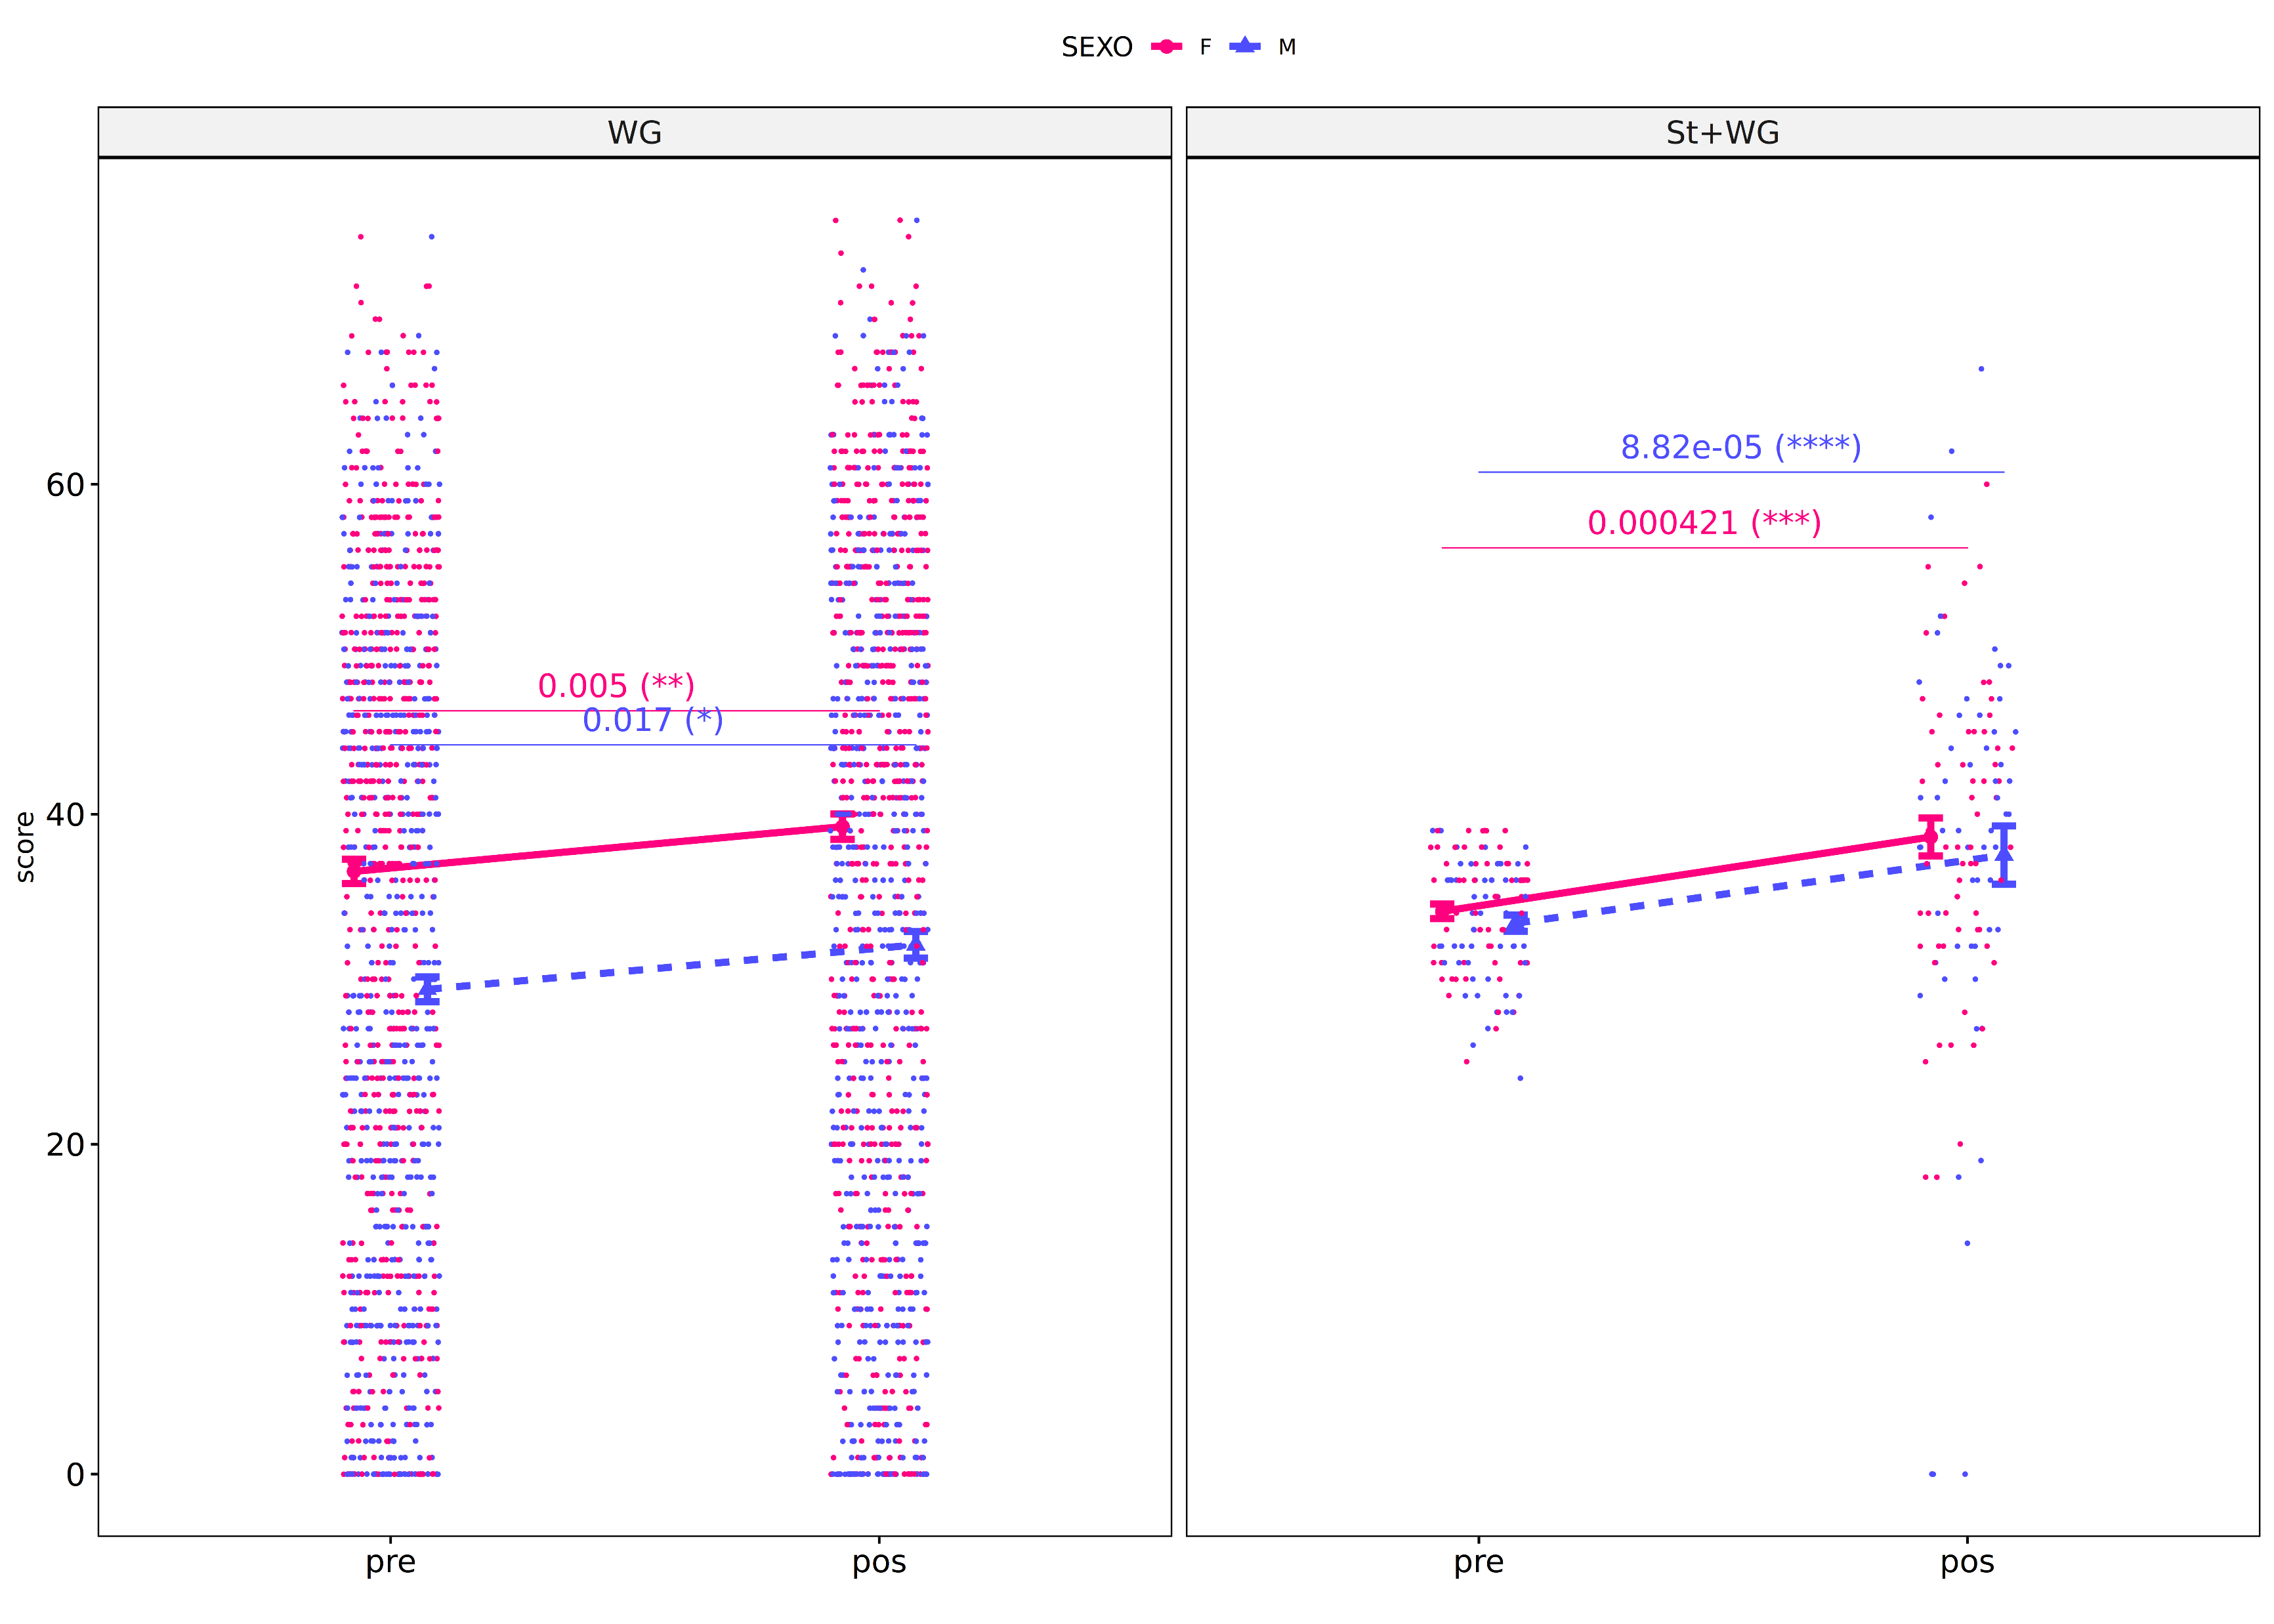 SEXO F M
WG
St+WG
8.82e-05 (****)
0.000421 (***)
0.005 (**)
0.017 (*)
score
60
40
20
0
pre
pos
pre
pos